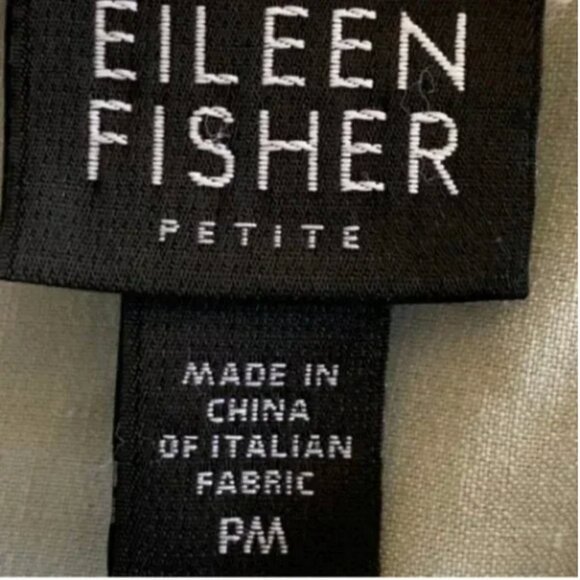 EILEEN
FISHER
PETITE
MADE IN
CHINA
OF ITALIAN
FABRIC
PM